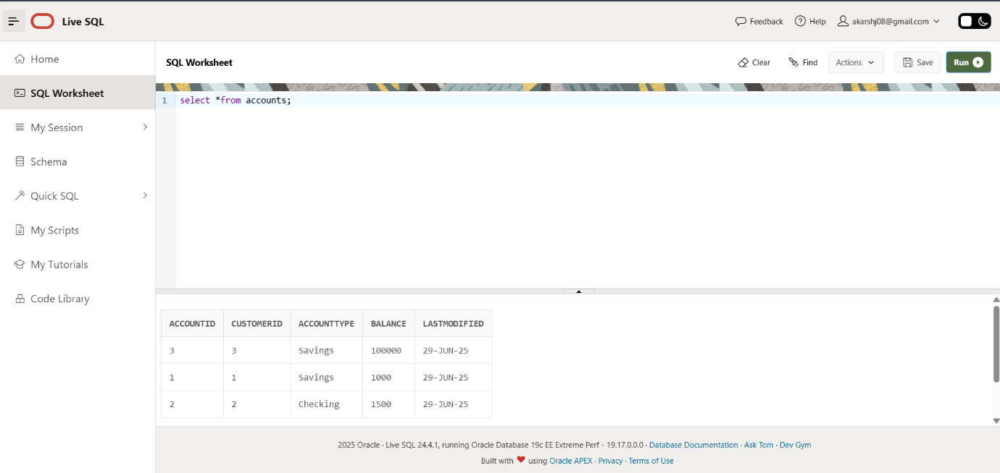 Live SQL
Feedback Help akarshj08@gmail.com
Home
SQL Worksheet
My Session
Schema
Quick SQL
My Scripts
My Tutorials
Code Library
SQL Worksheet
Clear Find Actions Save Run
1 select *from accounts;
ACCOUNTID CUSTOMERID ACCOUNTTYPE BALANCE LASTMODIFIED
3 3 Savings 100000 29-JUN-25
1 1 Savings 1000 29-JUN-25
2 2 Checking 1500 29-JUN-25
2025 Oracle · Live SQL 24.4.1, running Oracle Database 19c EE Extreme Perf - 19.17.0.0.0 · Database Documentation · Ask Tom · Dev Gym
Built with ❤ using Oracle APEX · Privacy · Terms of Use